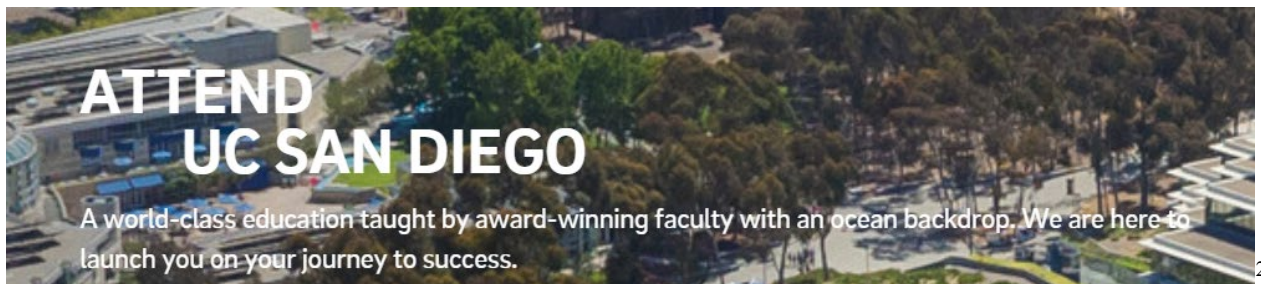 ATTEND
UC SAN DIEGO
A world-class education taught by award-winning faculty with an ocean backdrop. We are here to
launch you on your journey to success.
2